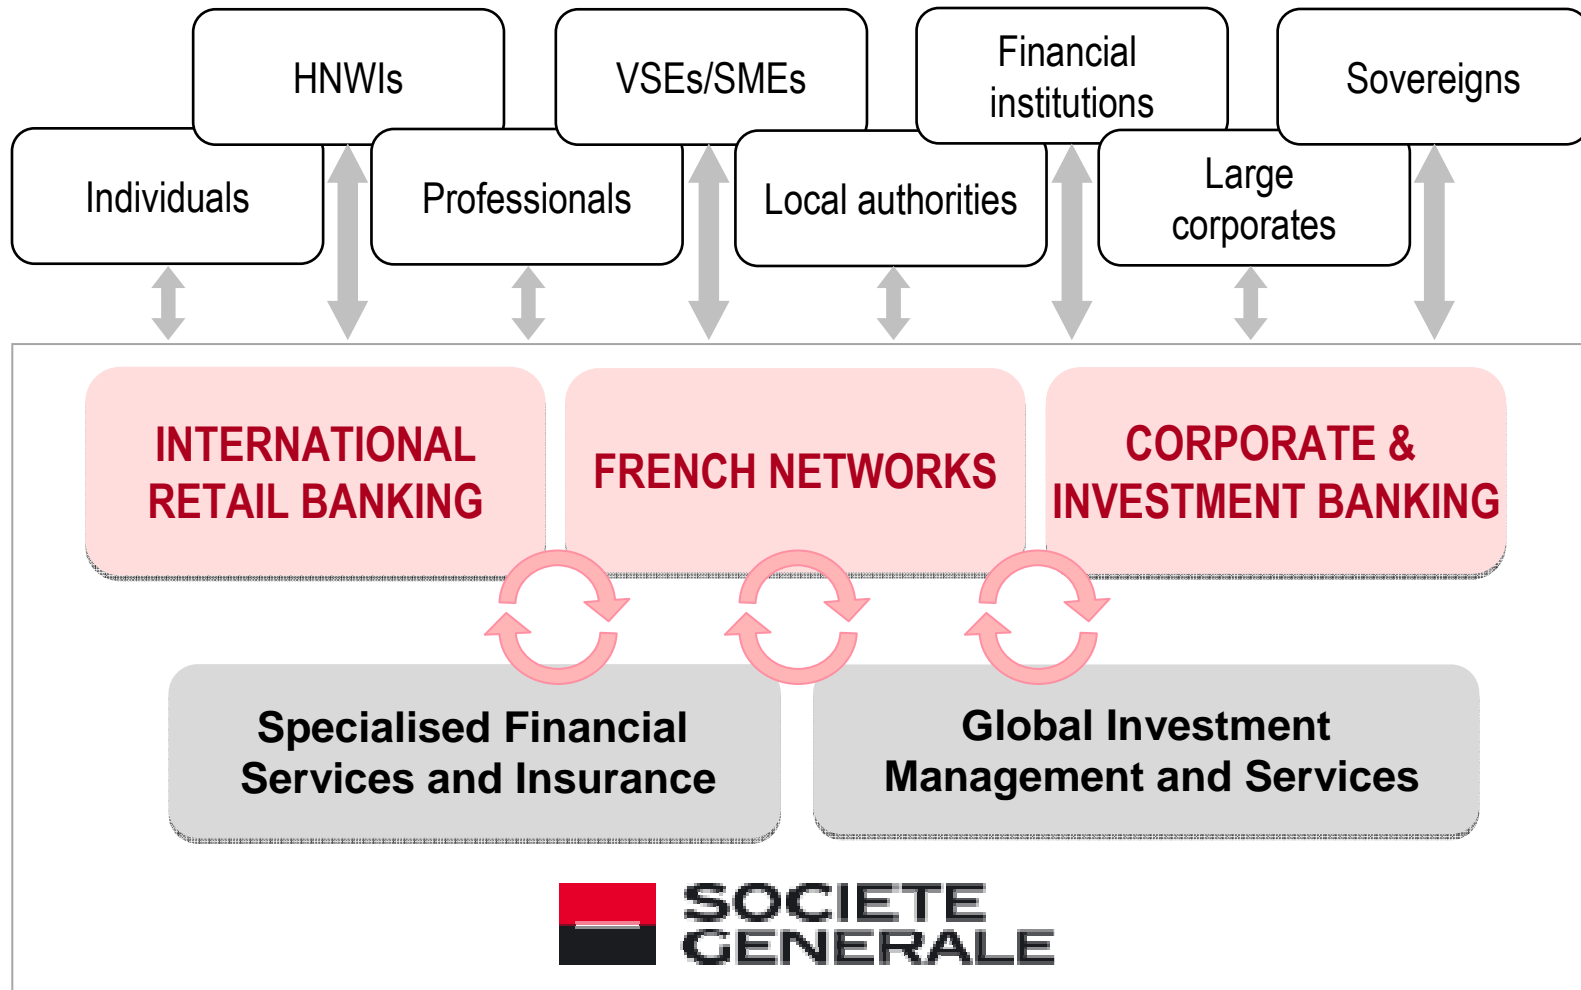 HNWIs
VSEs/SMEs
Financial
institutions
Sovereigns
Individuals
Professionals
Local authorities
Large
corporates
INTERNATIONAL
RETAIL BANKING
FRENCH NETWORKS
CORPORATE &
INVESTMENT BANKING
Specialised Financial
Services and Insurance
Global Investment
Management and Services
SOCIETE
GENERALE